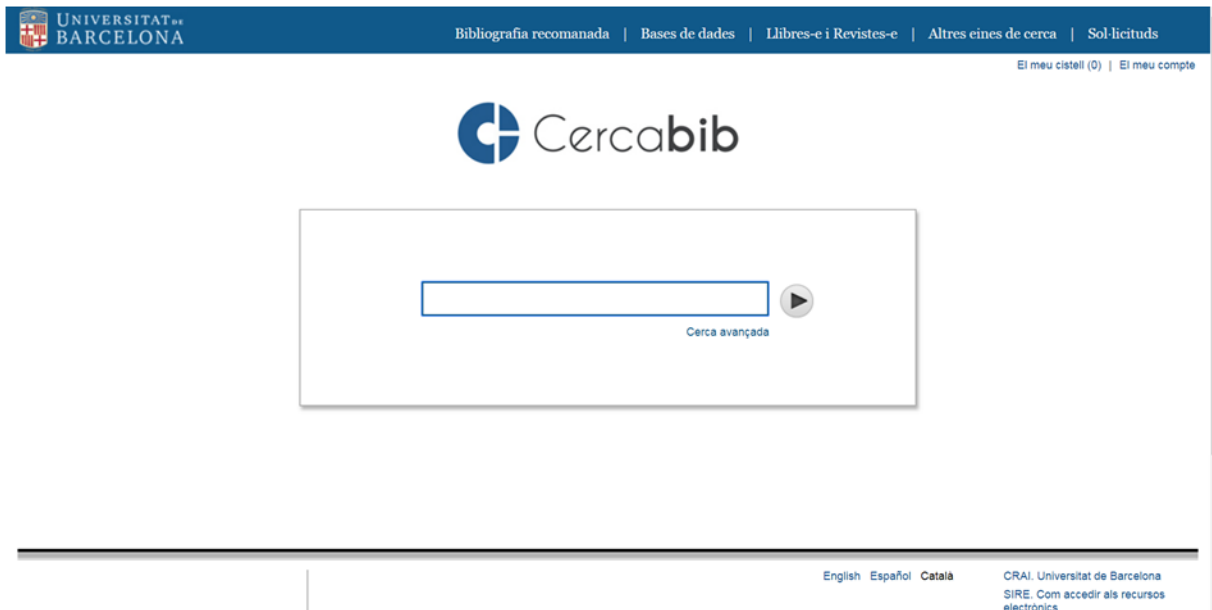 UNIVERSITAT DE
BARCELONA
Bibliografia recomanada | Bases de dades | Llibres-e i Revistes-e | Altres eines de cerca | Sol·licituds
El meu cistell (0) | El meu compte
Cercabib
Cerca avançada
English Español Català
CRAI. Universitat de Barcelona
SIRE. Com accedir als recursos
electrònics